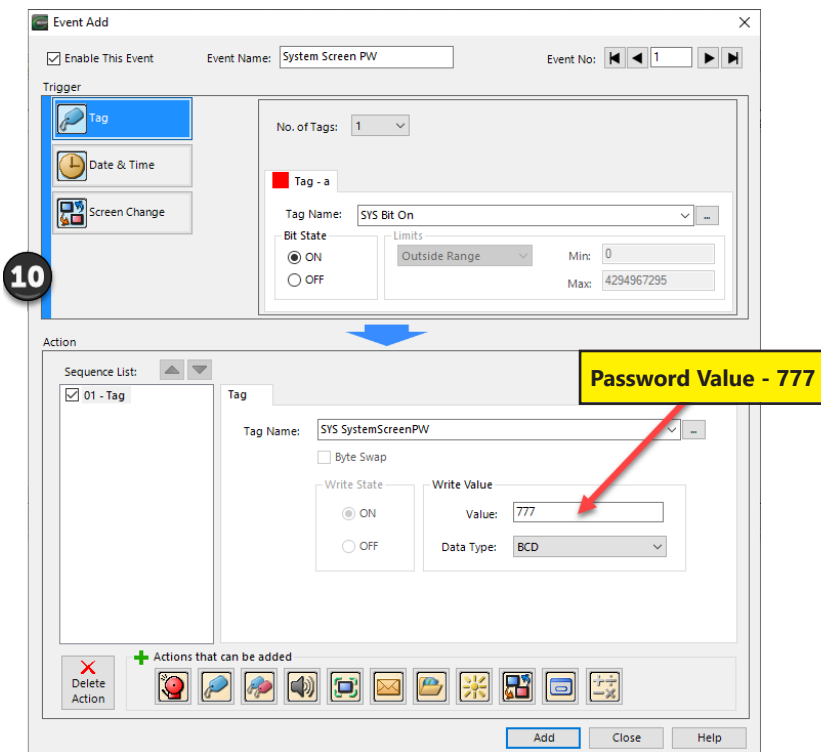 Event Add
Enable This Event Event Name: System Screen PW Event No: 1
Trigger
Tag
No. of Tags: 1
Date & Time
Tag - a
Screen Change
Tag Name: SYS Bit On ...
Bit State Limits
ON Outside Range Min: 0
OFF Max: 4294967295
10
Action
Sequence List:
Password Value - 777
01 - Tag Tag
Tag Name: SYS SystemScreenPW ...
Byte Swap
Write State Write Value
ON Value: 777
OFF Data Type: BCD
Actions that can be added
Delete
Action
Add Close Help